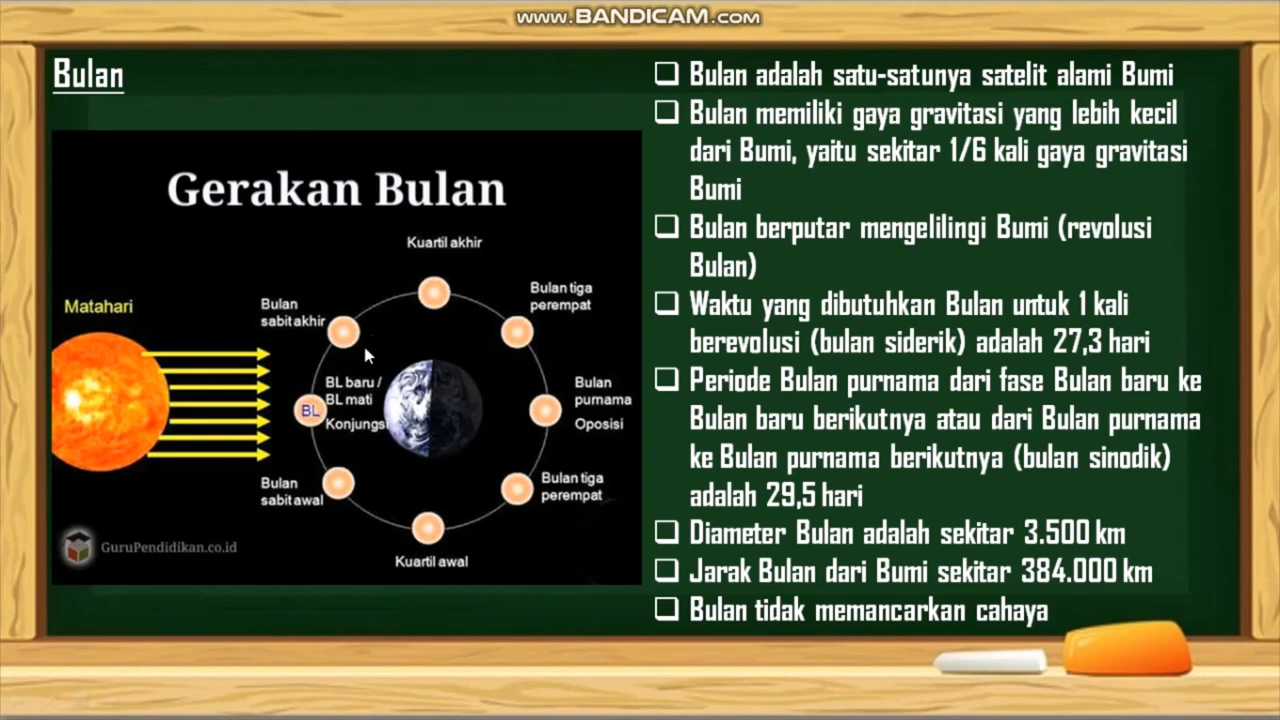 www.BANDICAM.com
Bulan
Gerakan Bulan
Kuartil akhir
Bulan tiga
perempat
Bulan
sabit akhir
Matahari
BL baru /
BL mati
BL
Konjungs
Bulan
purnama
Oposisi
Bulan
sabit awal
Bulan tiga
perempat
Kuartil awal
GuruPendidikan.co.id
Bulan adalah satu-satunya satelit alami Bumi
Bulan memiliki gaya gravitasi yang lebih kecil
dari Bumi, yaitu sekitar 1/6 kali gaya gravitasi
Bumi
Bulan berputar mengelilingi Bumi (revolusi
Bulan)
Waktu yang dibutuhkan Bulan untuk 1 kali
berevolusi (bulan siderik) adalah 27,3 hari
Periode Bulan purnama dari fase Bulan baru ke
Bulan baru berikutnya atau dari Bulan purnama
ke Bulan purnama berikutnya (bulan sinodik)
adalah 29,5 hari
Diameter Bulan adalah sekitar 3.500 km
Jarak Bulan dari Bumi sekitar 384.000 km
Bulan tidak memancarkan cahaya